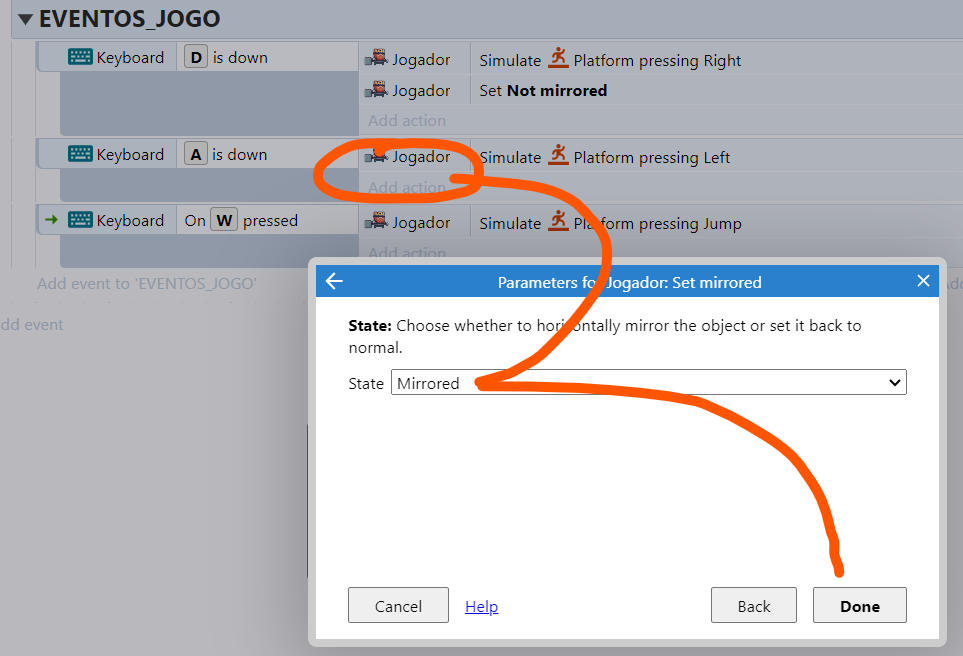 EVENTOS_JOGO
Keyboard D is down Jogador Simulate Platform pressing Right
Jogador Set Not mirrored
Add action
Keyboard A is down Jogador Simulate Platform pressing Left
Add action
Keyboard On W pressed Jogador Simulate Platform pressing Jump
Add action
Add event to 'EVENTOS_JOGO'
dd event
Parameters for Jogador: Set mirrored
State: Choose whether to horizontally mirror the object or set it back to
normal.
State Mirrored
Cancel Help Back Done